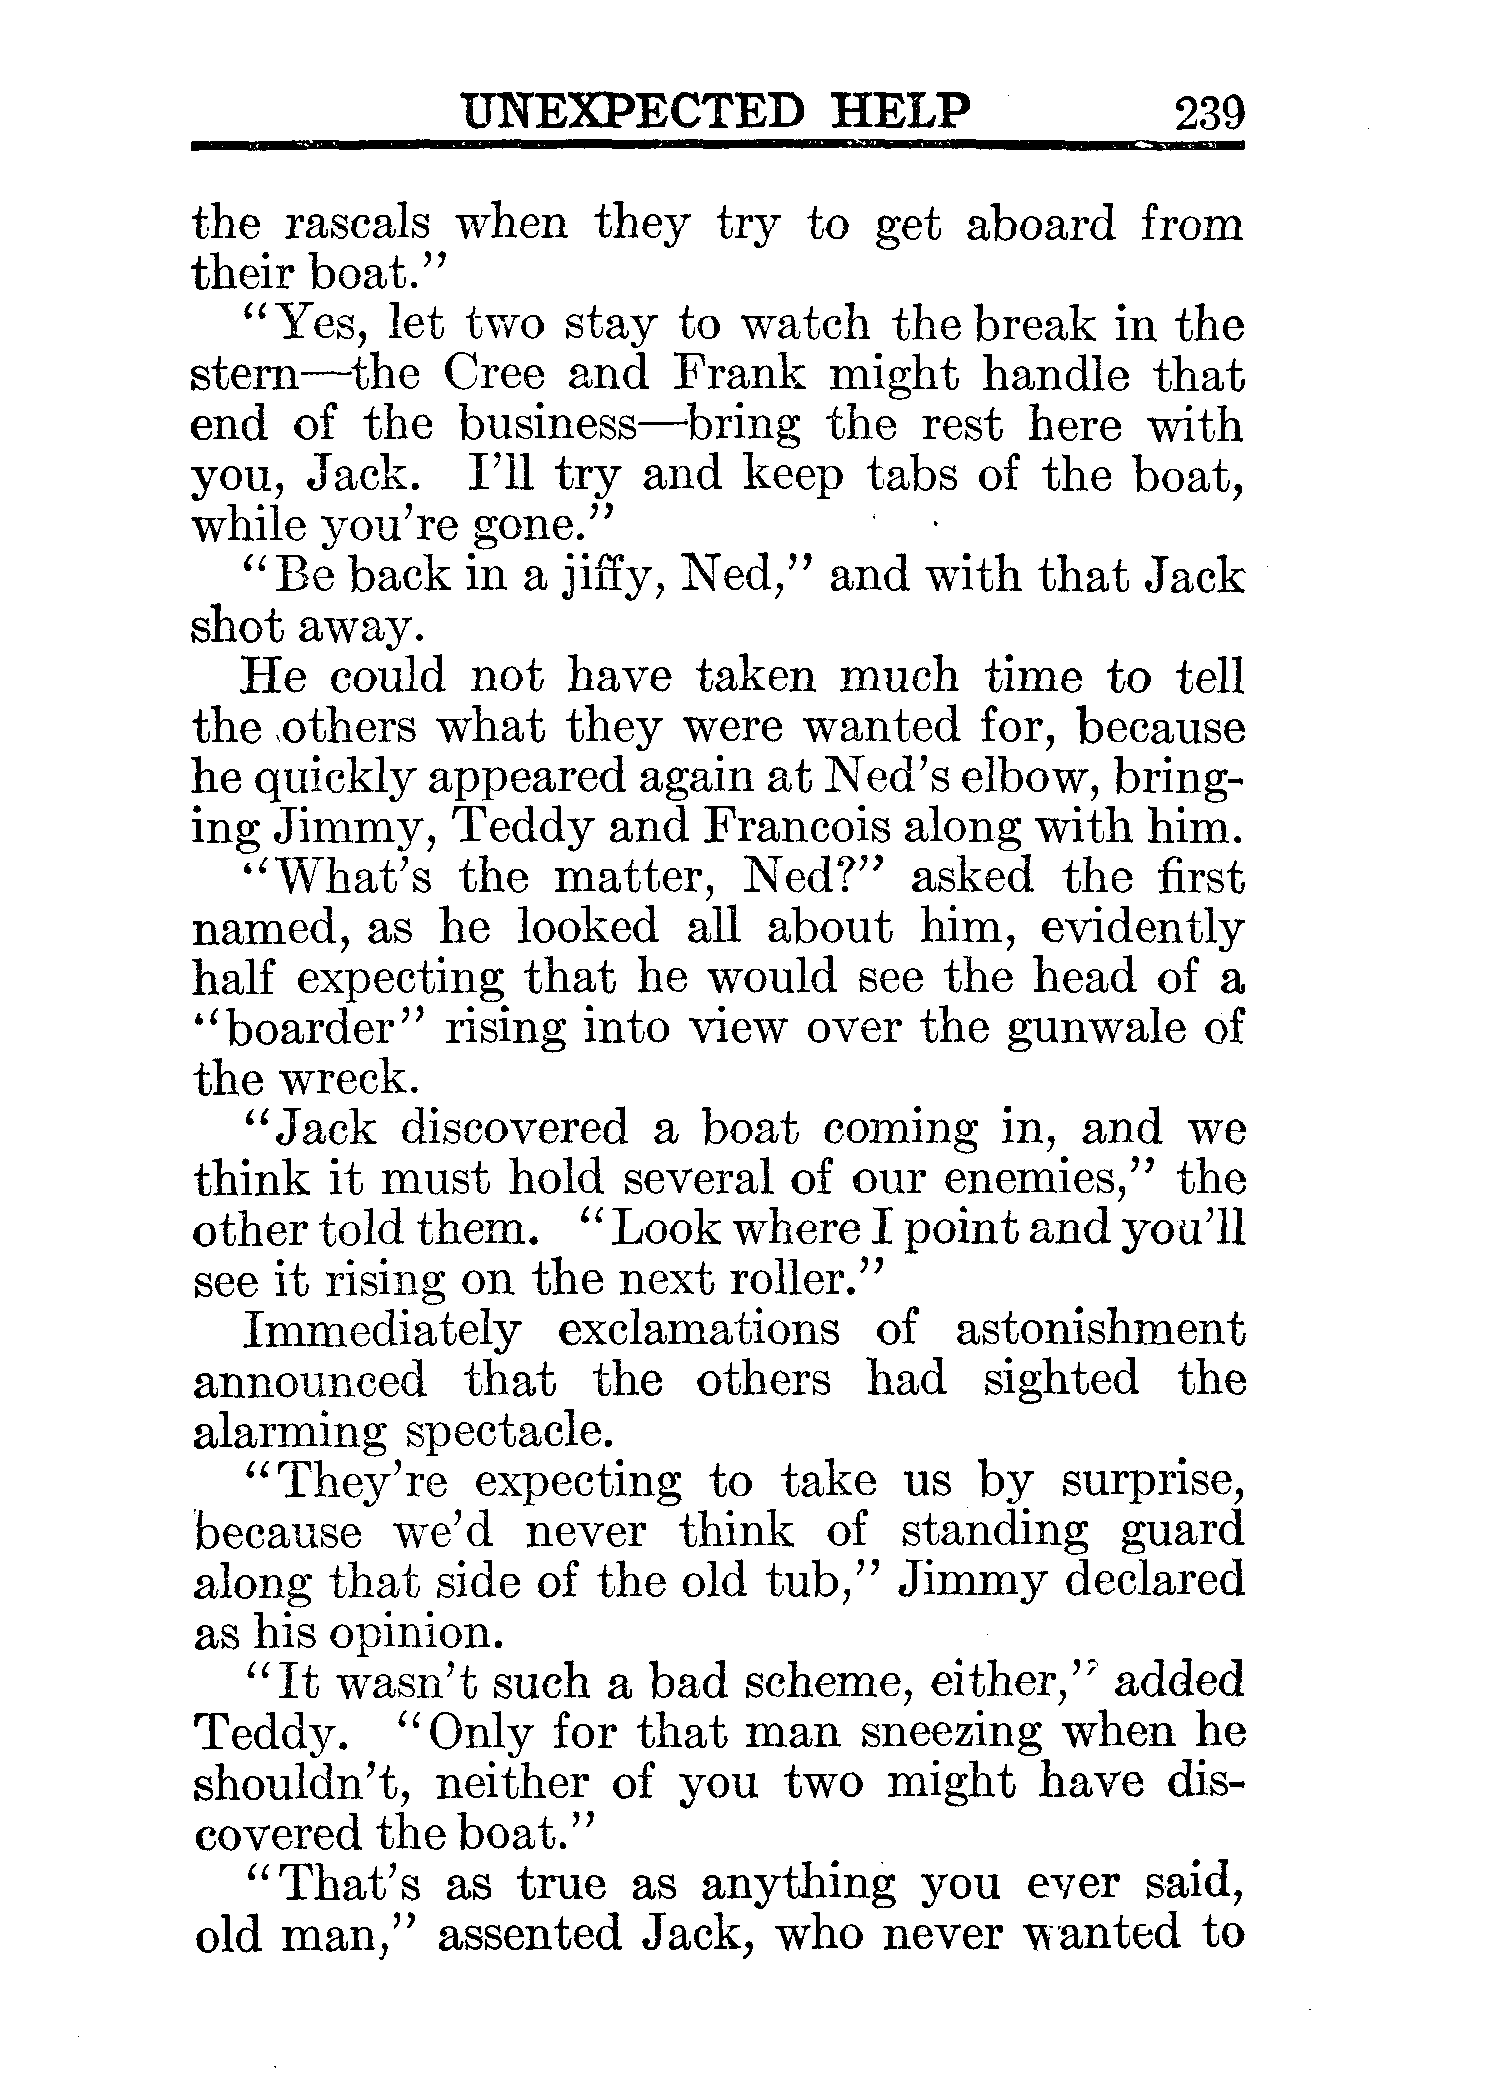 UNEXPECTED HELP 239
the rascals when they try to get aboard from
their boat."
"Yes, let two stay to watch the break in the
stern—the Cree and Frank might handle that
end of the business—bring the rest here with
you, Jack. I'll try and keep tabs of the boat,
while you're gone."
"Be back in a jiffy, Ned," and with that Jack
shot away.
He could not have taken much time to tell
the others what they were wanted for, because
he quickly appeared again at Ned's elbow, bring-
ing Jimmy, Teddy and Francois along with him.
"What's the matter, Ned?" asked the first
named, as he looked all about him, evidently
half expecting that he would see the head of a
"boarder" rising into view over the gunwale of
the wreck.
"Jack discovered a boat coming in, and we
think it must hold several of our enemies," the
other told them. "Look where I point and you'll
see it rising on the next roller."
Immediately exclamations of astonishment
announced that the others had sighted the
alarming spectacle.
"They're expecting to take us by surprise,
because we'd never think of standing guard
along that side of the old tub," Jimmy declared
as his opinion.
"It wasn't such a bad scheme, either," added
Teddy. "Only for that man sneezing when he
shouldn't, neither of you two might have dis-
covered the boat."
"That's as true as anything you ever said,
old man," assented Jack, who never wanted to